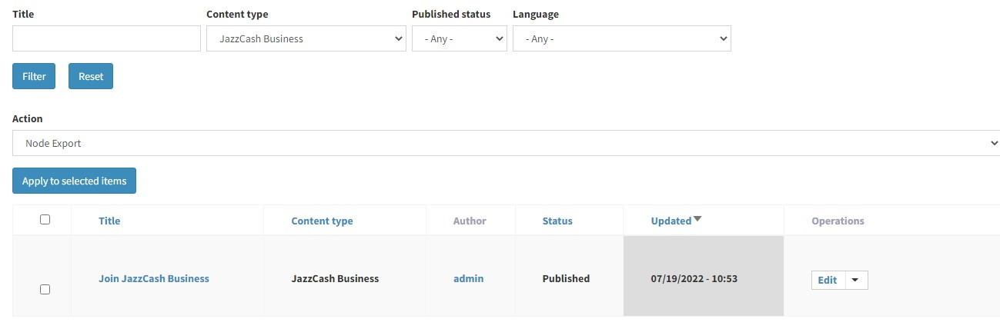 Title Content type Published status Language
JazzCash Business - Any - - Any -
Filter Reset
Action
Node Export
Apply to selected items
Title Content type Author Status Updated Operations
Join JazzCash Business JazzCash Business admin Published 07/19/2022 - 10:53 Edit